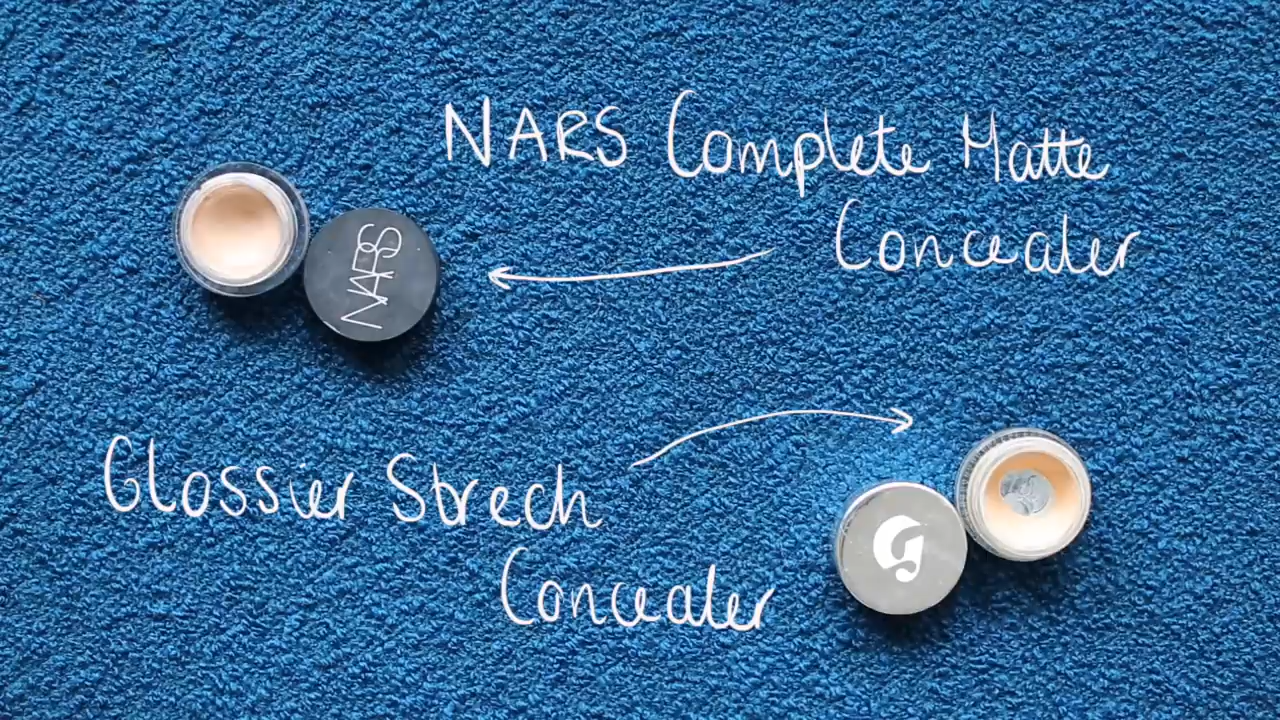 NARS Complete Matte
Concealer
NARS
Glossier Strech
Concealer
G